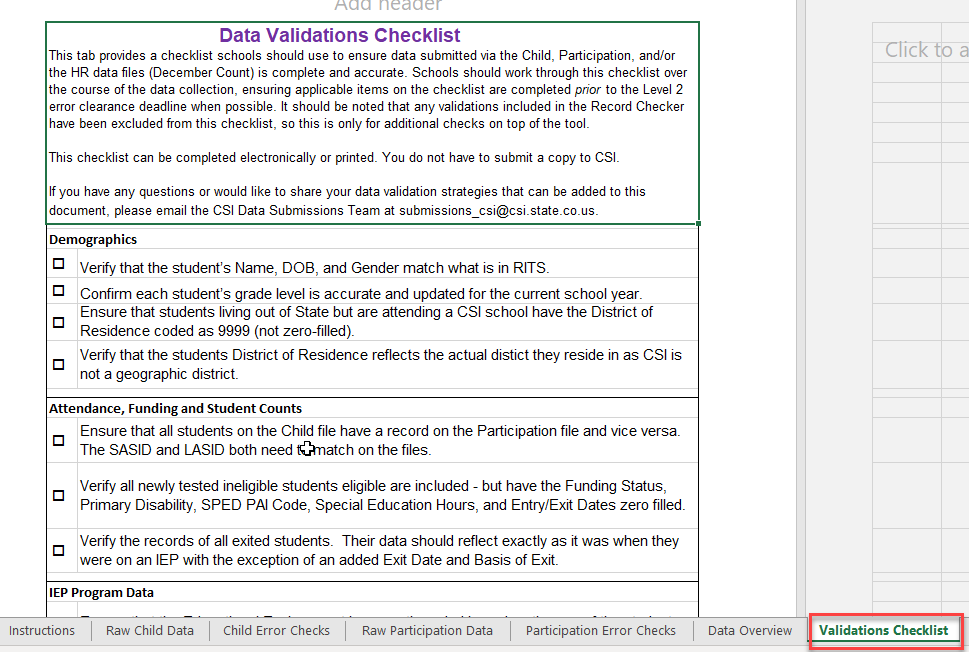 Add header
Data Validations Checklist
This tab provides a checklist schools should use to ensure data submitted via the Child, Participation, and/or
the HR data files (December Count) is complete and accurate. Schools should work through this checklist over
the course of the data collection, ensuring applicable items on the checklist are completed prior to the Level 2
error clearance deadline when possible. It should be noted that any validations included in the Record Checker
have been excluded from this checklist, so this is only for additional checks on top of the tool.
This checklist can be completed electronically or printed. You do not have to submit a copy to CSI.
If you have any questions or would like to share your data validation strategies that can be added to this
document, please email the CSI Data Submissions Team at submissions_csi@csi.state.co.us.
Click to a
Demographics
Verify that the student's Name, DOB, and Gender match what is in RITS.
Confirm each student's grade level is accurate and updated for the current school year.
Ensure that students living out of State but are attending a CSI school have the District of
Residence coded as 9999 (not zero-filled).
Verify that the students District of Residence reflects the actual distict they reside in as CSI is
not a geographic district.
Attendance, Funding and Student Counts
Ensure that all students on the Child file have a record on the Participation file and vice versa.
The SASID and LASID both need to match on the files.
Verify all newly tested ineligible students eligible are included - but have the Funding Status,
Primary Disability, SPED PAI Code, Special Education Hours, and Entry/Exit Dates zero filled.
Verify the records of all exited students.  Their data should reflect exactly as it was when they
were on an IEP with the exception of an added Exit Date and Basis of Exit.
IEP Program Data
Instructions
Raw Child Data
Child Error Checks
Raw Participation Data
Participation Error Checks
Data Overview
Validations Checklist